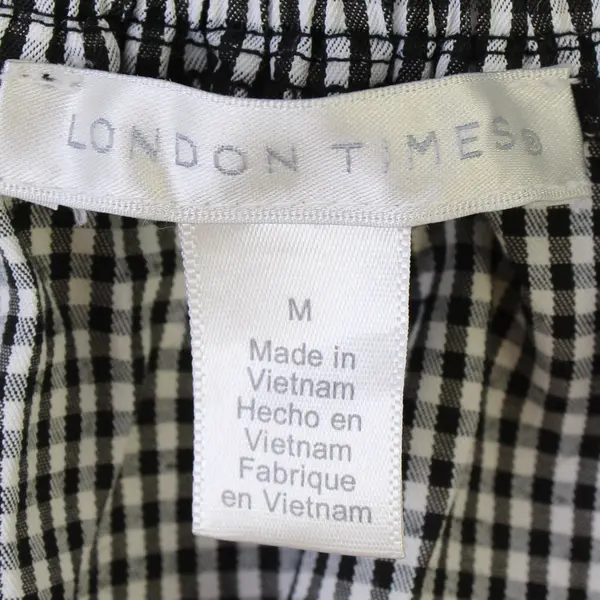 LONDON TIMES®
M
Made in
Vietnam
Hecho en
Vietnam
Fabrique
en Vietnam